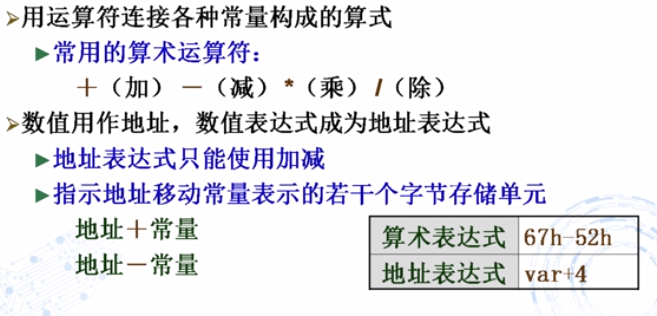 ➢用运算符连接各种常量构成的算式
►常用的算术运算符：
＋（加）－（减）*（乘）/（除）
➢数值用作地址，数值表达式成为地址表达式
►地址表达式只能使用加减
►指示地址移动常量表示的若干个字节存储单元
地址＋常量
地址－常量
算术表达式 67h-52h
地址表达式 var+4